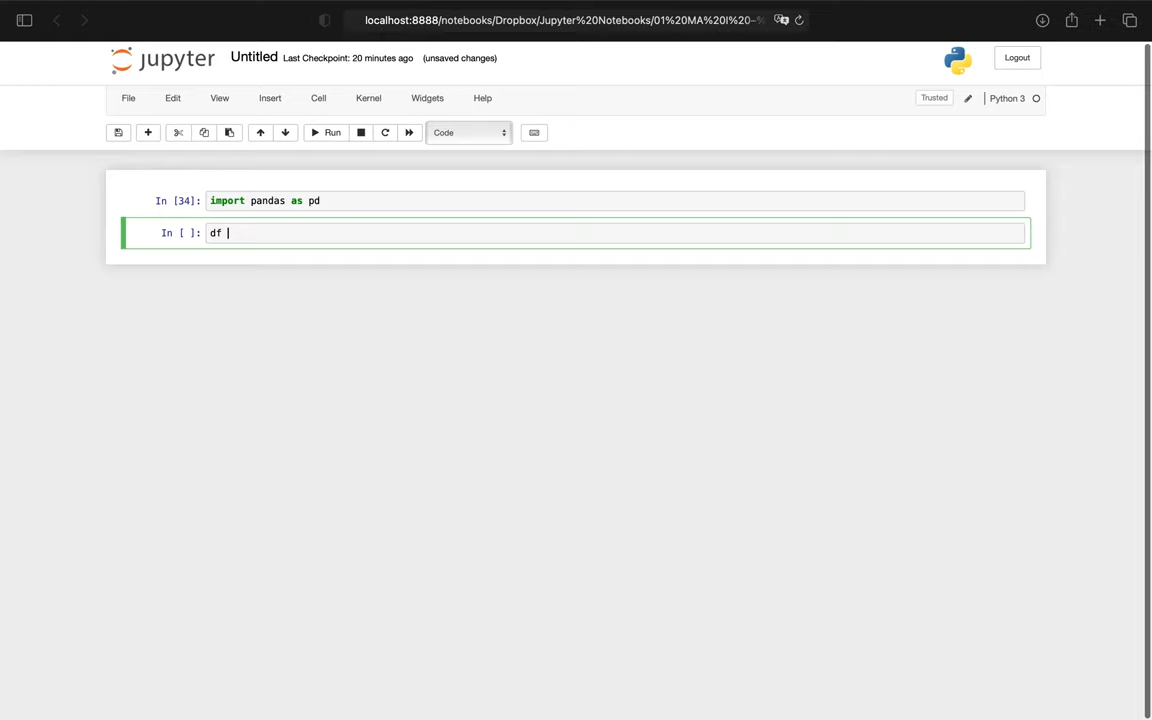 localhost:8888/notebooks/Dropbox/Jupyter%20Notebooks/01%20MA%20I%20–%
jupyter Untitled Last Checkpoint: 20 minutes ago (unsaved changes) Logout
File Edit View Insert Cell Kernel Widgets Help Trusted Python 3
Run Code
In [34]: import pandas as pd
In [ ]: df